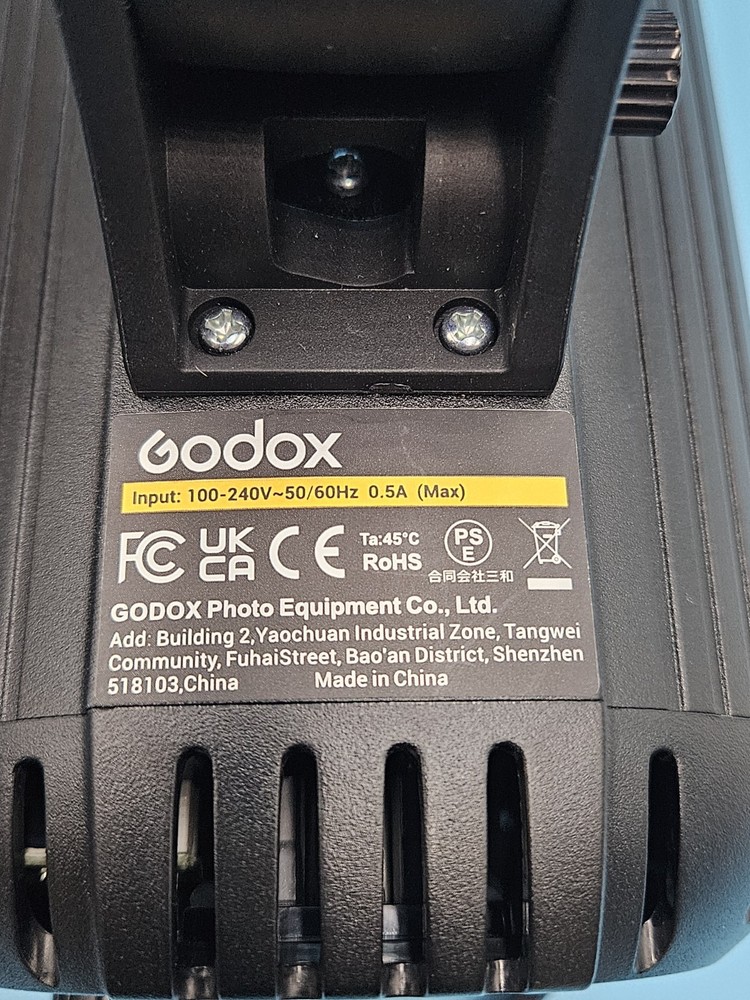 Godox
Input: 100-240V~50/60Hz 0.5A (Max)
FC UK CA CE Ta:45°C RoHS PS E
合同会社三和
GODOX Photo Equipment Co., Ltd.
Add: Building 2,Yaochuan Industrial Zone, Tangwei
Community, FuhaiStreet, Bao'an District, Shenzhen
518103,China Made in China